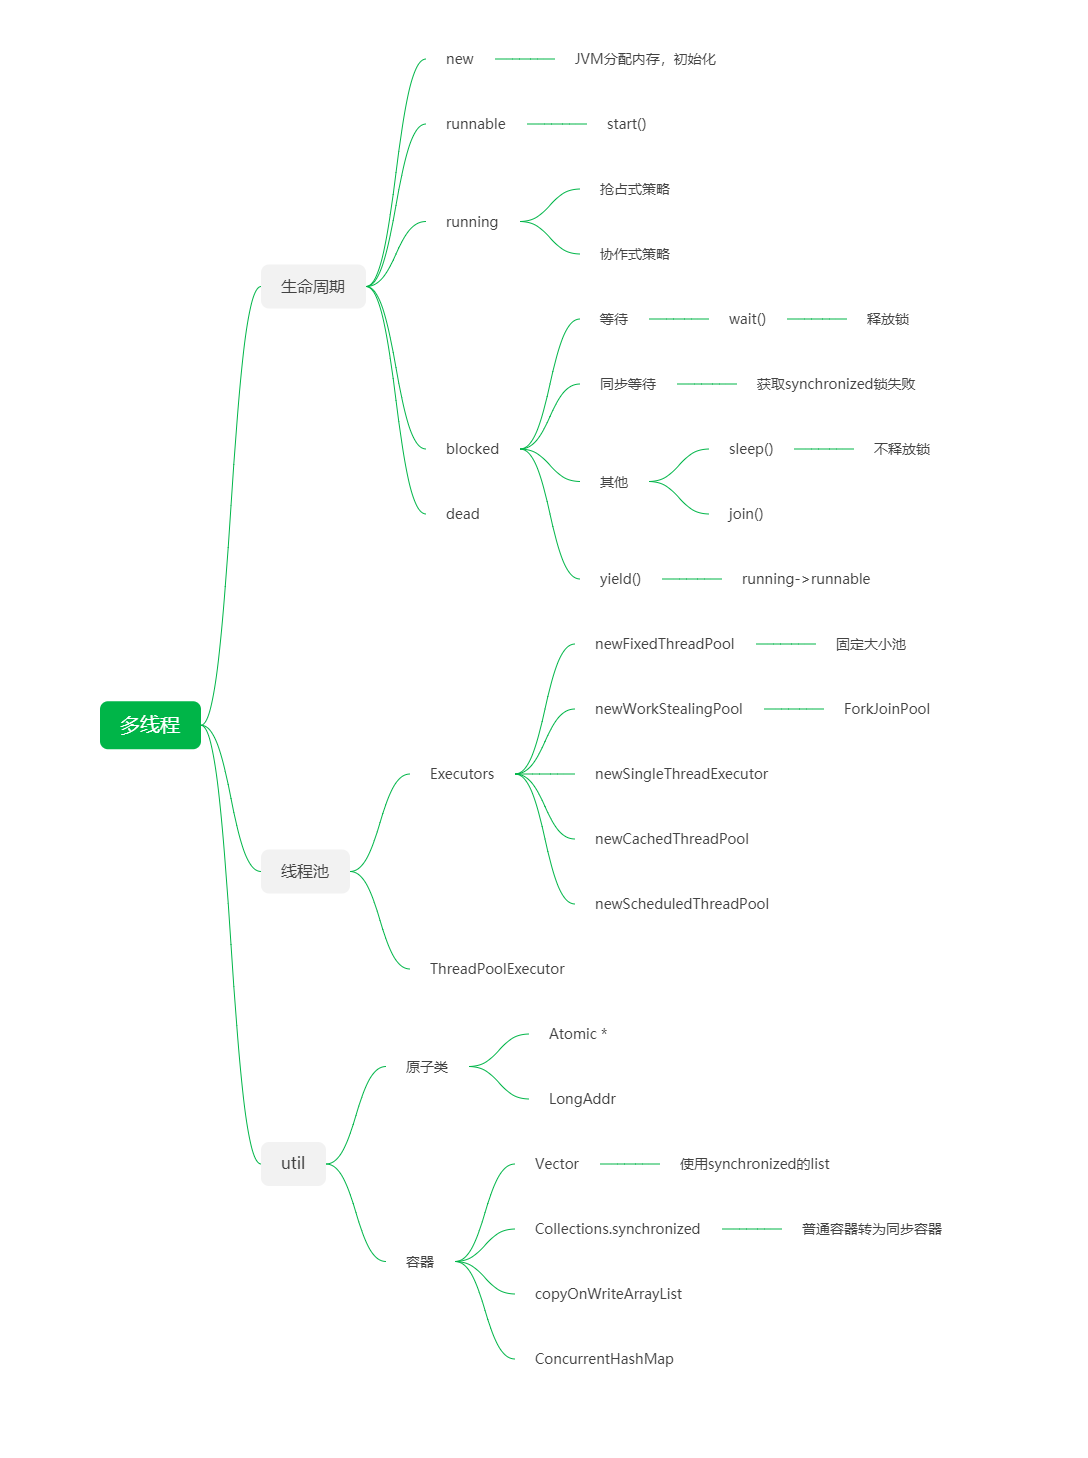 多线程
生命周期
new
JVM分配内存，初始化
runnable
start()
running
抢占式策略
协作式策略
blocked
等待
wait()
释放锁
同步等待
获取synchronized锁失败
其他
sleep()
不释放锁
join()
yield()
running->runnable
dead
线程池
Executors
newFixedThreadPool
固定大小池
newWorkStealingPool
ForkJoinPool
newSingleThreadExecutor
newCachedThreadPool
newScheduledThreadPool
ThreadPoolExecutor
util
原子类
Atomic *
LongAddr
容器
Vector
使用synchronized的list
Collections.synchronized
普通容器转为同步容器
copyOnWriteArrayList
ConcurrentHashMap